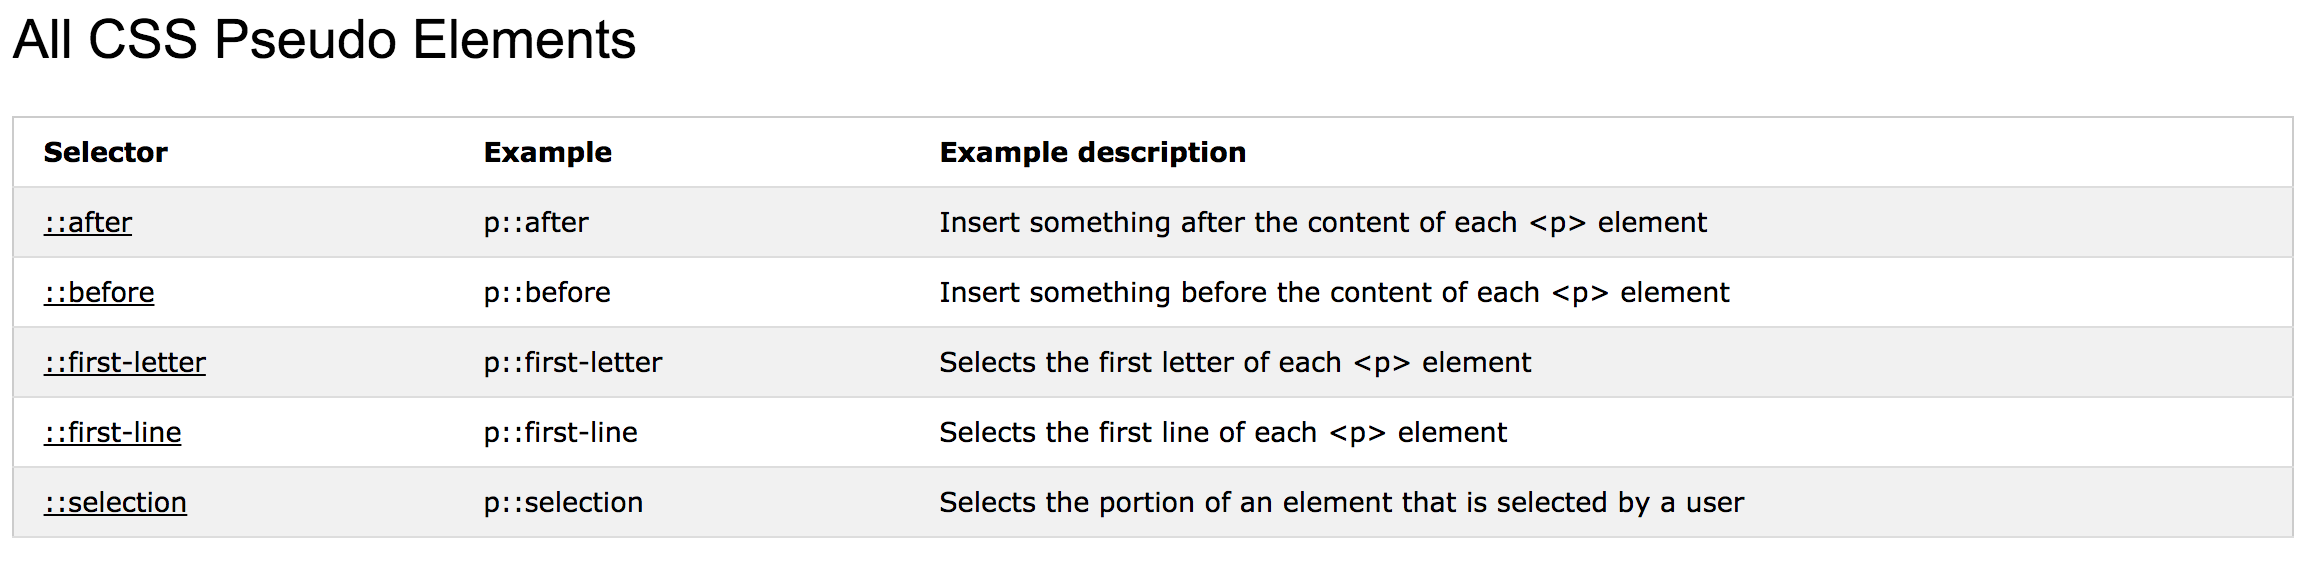 All CSS Pseudo Elements
Selector Example Example description
::after p::after Insert something after the content of each <p> element
::before p::before Insert something before the content of each <p> element
::first-letter p::first-letter Selects the first letter of each <p> element
::first-line p::first-line Selects the first line of each <p> element
::selection p::selection Selects the portion of an element that is selected by a user